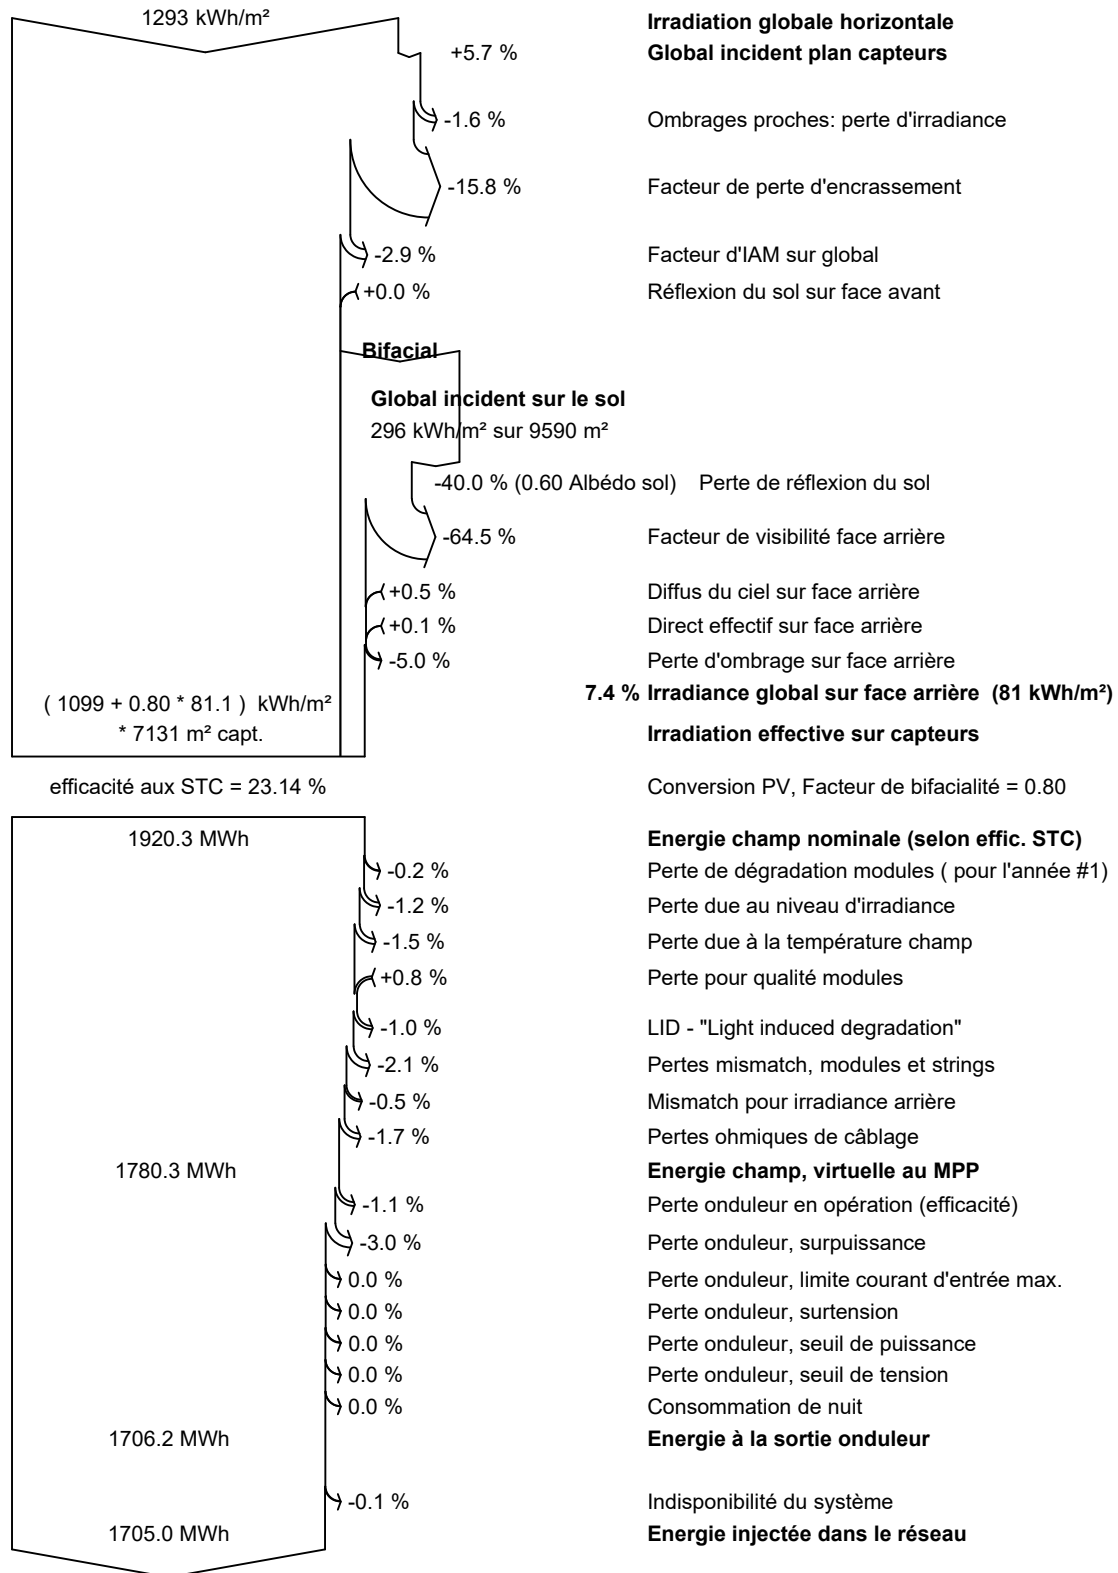 1293 kWh/m² Irradiation globale horizontale
+5.7 % Global incident plan capteurs
-1.6 % Ombrages proches: perte d'irradiance
-15.8 % Facteur de perte d'encrassement
-2.9 % Facteur d'IAM sur global
+0.0 % Réflexion du sol sur face avant
Bifacial
Global incident sur le sol
296 kWh/m² sur 9590 m²
-40.0 % (0.60 Albédo sol) Perte de réflexion du sol
-64.5 % Facteur de visibilité face arrière
+0.5 % Diffus du ciel sur face arrière
+0.1 % Direct effectif sur face arrière
-5.0 % Perte d'ombrage sur face arrière
7.4 % Irradiance global sur face arrière (81 kWh/m²)
( 1099 + 0.80 * 81.1 ) kWh/m²
* 7131 m² capt. Irradiation effective sur capteurs
efficacité aux STC = 23.14 % Conversion PV, Facteur de bifacialité = 0.80
1920.3 MWh Energie champ nominale (selon effic. STC)
-0.2 % Perte de dégradation modules ( pour l'année #1)
-1.2 % Perte due au niveau d'irradiance
-1.5 % Perte due à la température champ
+0.8 % Perte pour qualité modules
-1.0 % LID - "Light induced degradation"
-2.1 % Pertes mismatch, modules et strings
-0.5 % Mismatch pour irradiance arrière
-1.7 % Pertes ohmiques de câblage
1780.3 MWh Energie champ, virtuelle au MPP
-1.1 % Perte onduleur en opération (efficacité)
-3.0 % Perte onduleur, surpuissance
0.0 % Perte onduleur, limite courant d'entrée max.
0.0 % Perte onduleur, surtension
0.0 % Perte onduleur, seuil de puissance
0.0 % Perte onduleur, seuil de tension
0.0 % Consommation de nuit
1706.2 MWh Energie à la sortie onduleur
-0.1 % Indisponibilité du système
1705.0 MWh Energie injectée dans le réseau